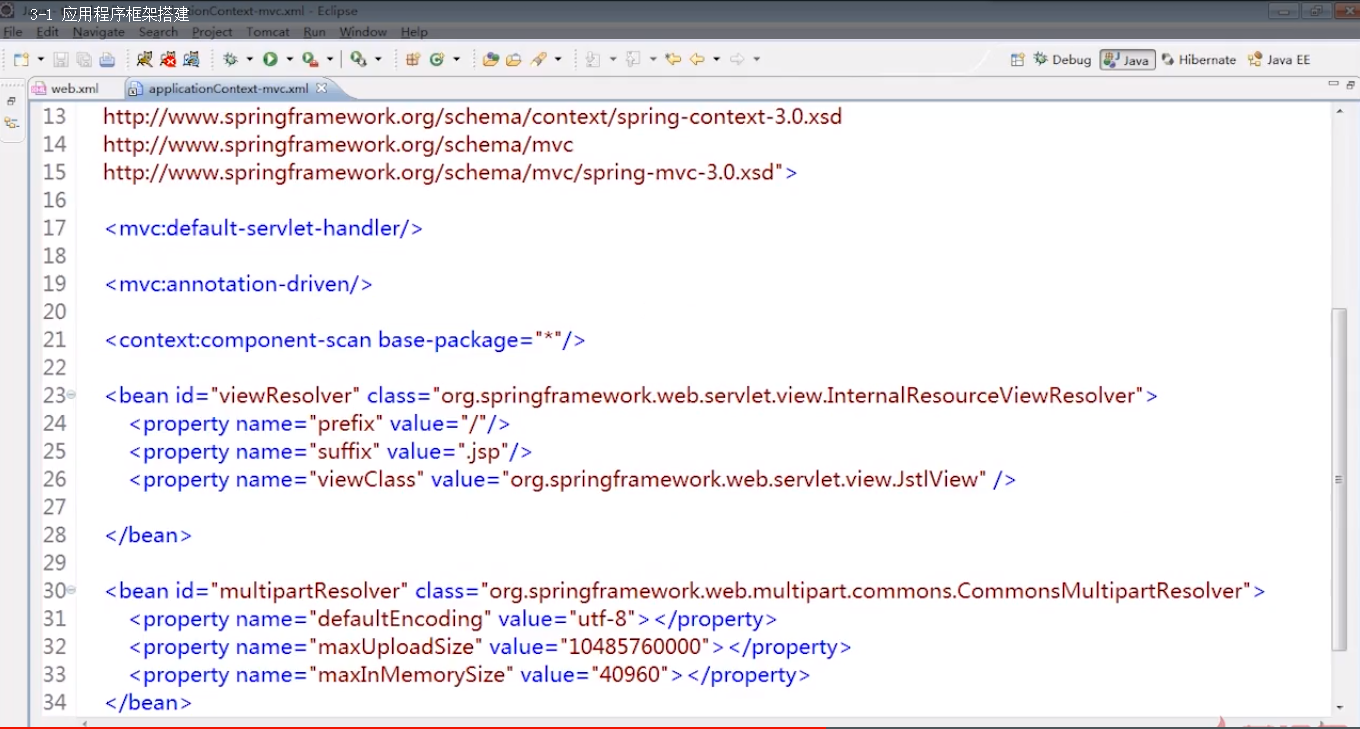 3-1 应用程序框架搭建
ionContext-mvc.xml - Eclipse
File Edit Navigate Search Project Tomcat Run Window Help
Debug Java Hibernate Java EE
web.xml applicationContext-mvc.xml
13 http://www.springframework.org/schema/context/spring-context-3.0.xsd
14 http://www.springframework.org/schema/mvc
15 http://www.springframework.org/schema/mvc/spring-mvc-3.0.xsd">
16
17 <mvc:default-servlet-handler/>
18
19 <mvc:annotation-driven/>
20
21 <context:component-scan base-package="*"/>
22
23 <bean id="viewResolver" class="org.springframework.web.servlet.view.InternalResourceViewResolver">
24 <property name="prefix" value="/"/>
25 <property name="suffix" value=".jsp"/>
26 <property name="viewClass" value="org.springframework.web.servlet.view.JstlView" />
27
28 </bean>
29
30 <bean id="multipartResolver" class="org.springframework.web.multipart.commons.CommonsMultipartResolver">
31 <property name="defaultEncoding" value="utf-8"></property>
32 <property name="maxUploadSize" value="10485760000"></property>
33 <property name="maxInMemorySize" value="40960"></property>
34 </bean>